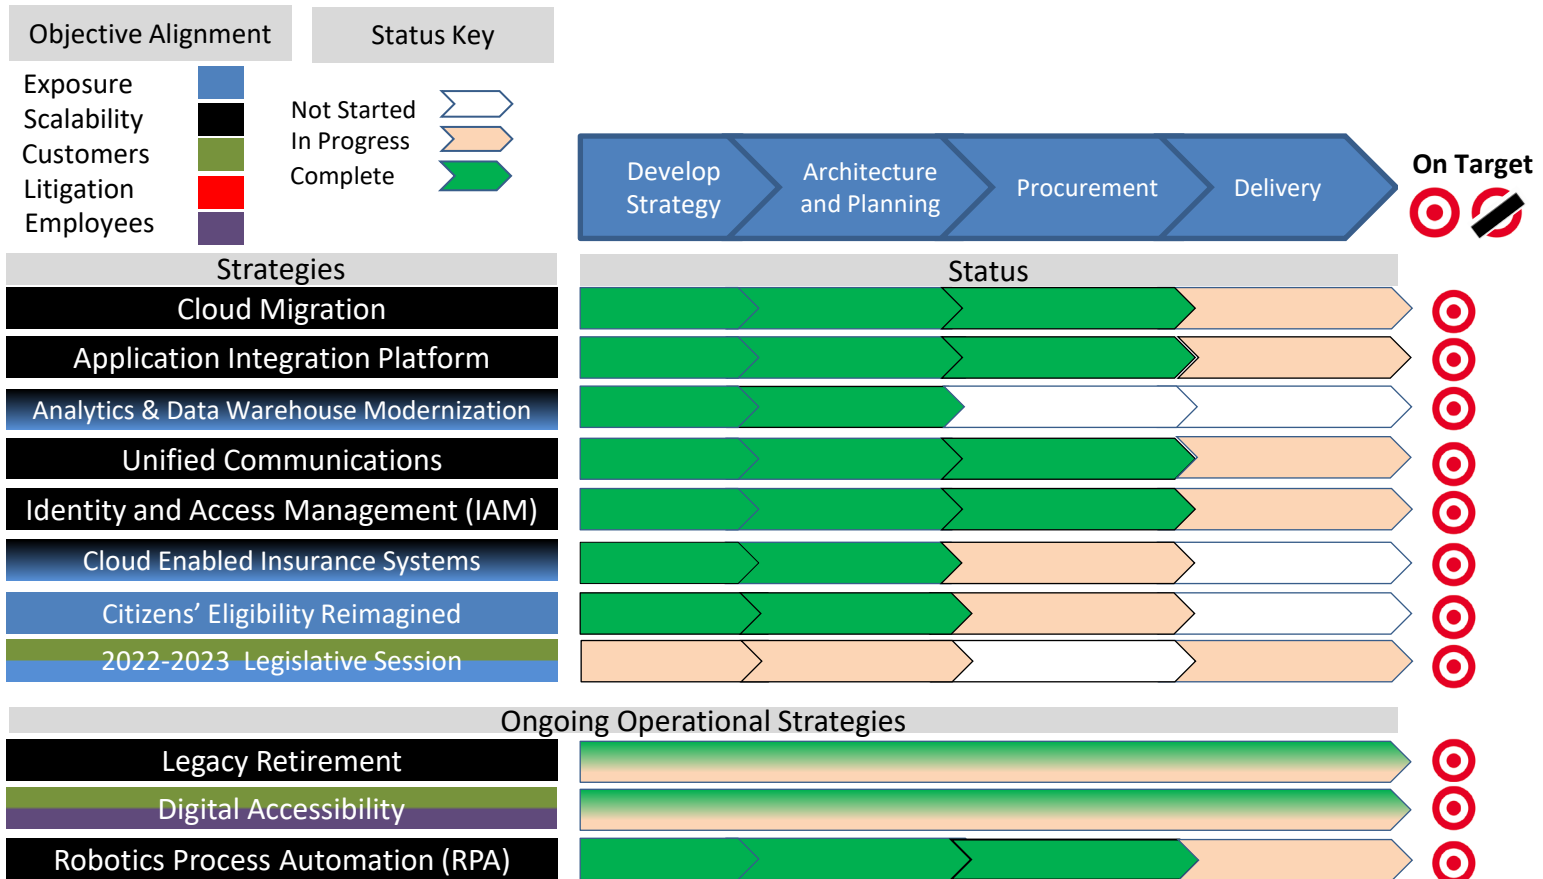 Objective Alignment
Status Key
Exposure
Scalability
Customers
Litigation
Employees
Not Started
In Progress
Complete
Develop
Strategy
Architecture
and Planning
Procurement
Delivery
On Target
Strategies
Status
Cloud Migration
Application Integration Platform
Analytics & Data Warehouse Modernization
Unified Communications
Identity and Access Management (IAM)
Cloud Enabled Insurance Systems
Citizens’ Eligibility Reimagined
2022-2023 Legislative Session
Ongoing Operational Strategies
Legacy Retirement
Digital Accessibility
Robotics Process Automation (RPA)